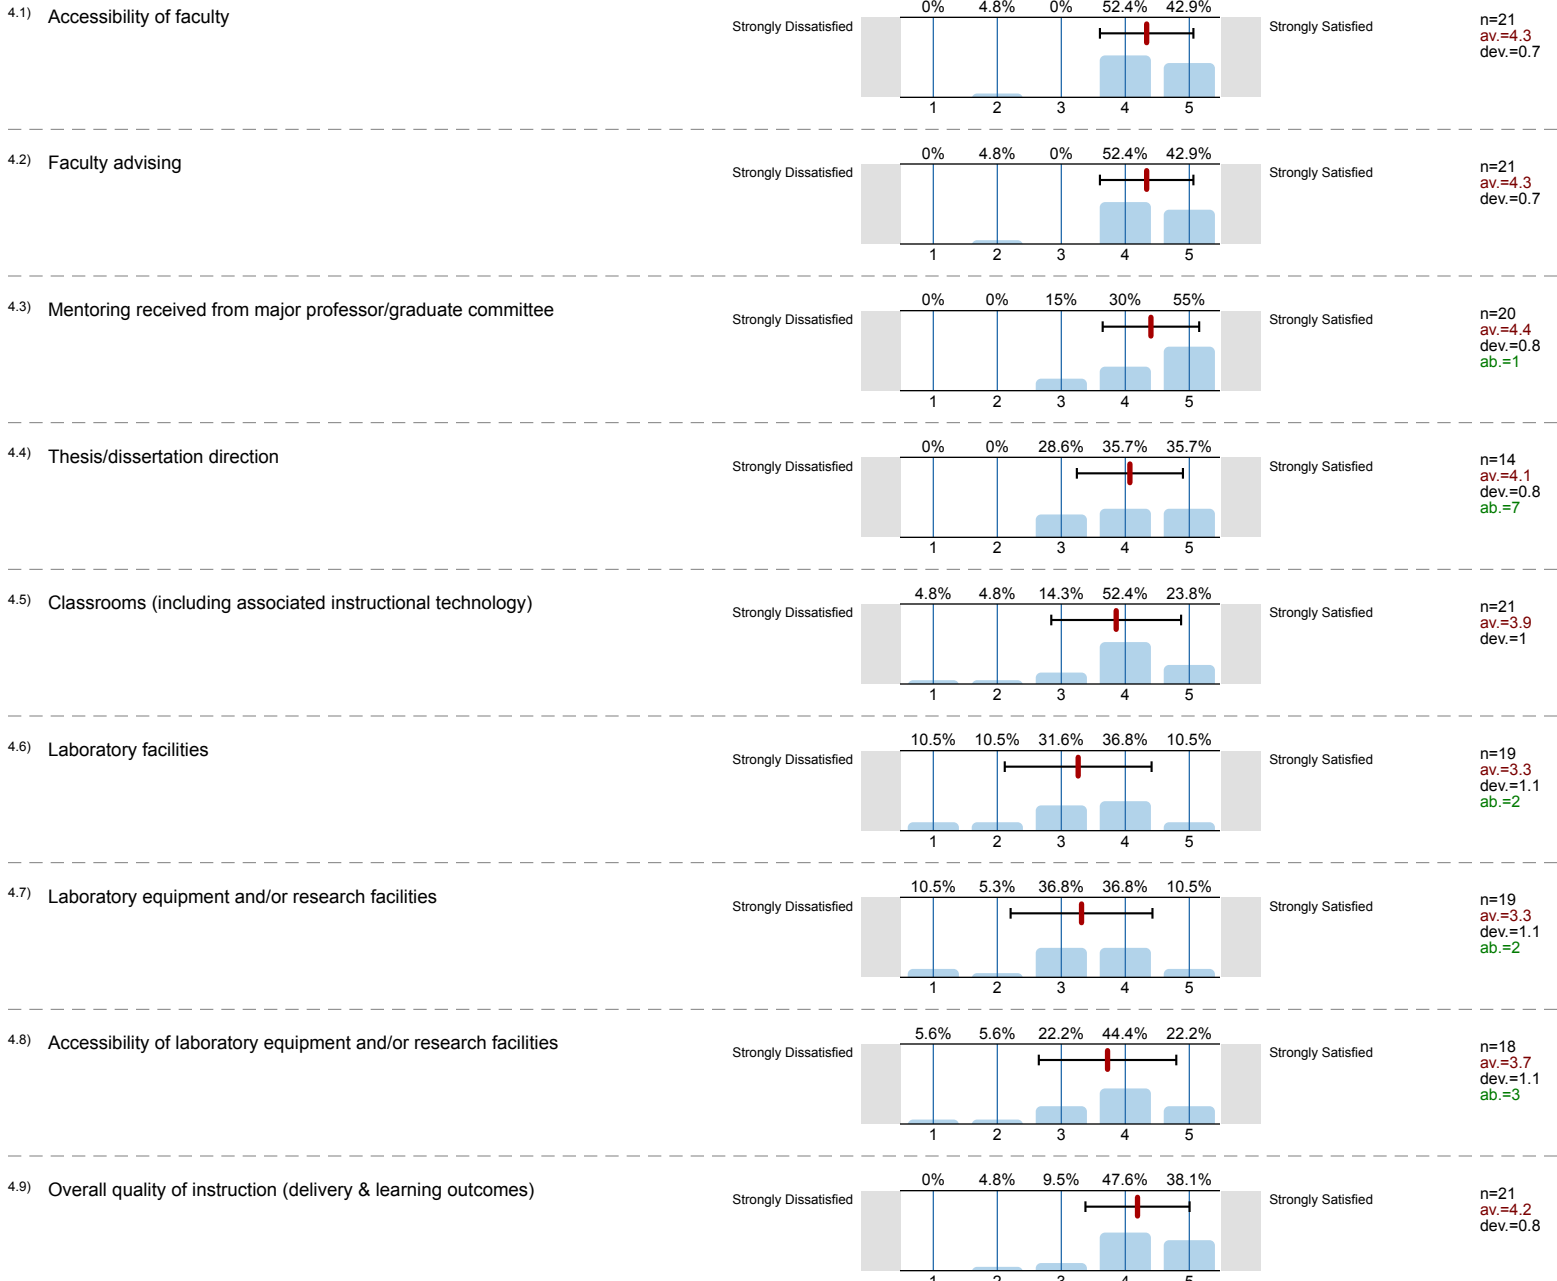 4.1) Accessibility of faculty
0% 4.8% 0% 52.4% 42.9%
Strongly Dissatisfied Strongly Satisfied
n=21
av.=4.3
dev.=0.7
1 2 3 4 5
4.2) Faculty advising
0% 4.8% 0% 52.4% 42.9%
Strongly Dissatisfied Strongly Satisfied
n=21
av.=4.3
dev.=0.7
1 2 3 4 5
4.3) Mentoring received from major professor/graduate committee
0% 0% 15% 30% 55%
Strongly Dissatisfied Strongly Satisfied
n=20
av.=4.4
dev.=0.8
ab.=1
1 2 3 4 5
4.4) Thesis/dissertation direction
0% 0% 28.6% 35.7% 35.7%
Strongly Dissatisfied Strongly Satisfied
n=14
av.=4.1
dev.=0.8
ab.=7
1 2 3 4 5
4.5) Classrooms (including associated instructional technology)
4.8% 4.8% 14.3% 52.4% 23.8%
Strongly Dissatisfied Strongly Satisfied
n=21
av.=3.9
dev.=1
1 2 3 4 5
4.6) Laboratory facilities
10.5% 10.5% 31.6% 36.8% 10.5%
Strongly Dissatisfied Strongly Satisfied
n=19
av.=3.3
dev.=1.1
ab.=2
1 2 3 4 5
4.7) Laboratory equipment and/or research facilities
10.5% 5.3% 36.8% 36.8% 10.5%
Strongly Dissatisfied Strongly Satisfied
n=19
av.=3.3
dev.=1.1
ab.=2
1 2 3 4 5
4.8) Accessibility of laboratory equipment and/or research facilities
5.6% 5.6% 22.2% 44.4% 22.2%
Strongly Dissatisfied Strongly Satisfied
n=18
av.=3.7
dev.=1.1
ab.=3
1 2 3 4 5
4.9) Overall quality of instruction (delivery & learning outcomes)
0% 4.8% 9.5% 47.6% 38.1%
Strongly Dissatisfied Strongly Satisfied
n=21
av.=4.2
dev.=0.8
1 2 3 4 5